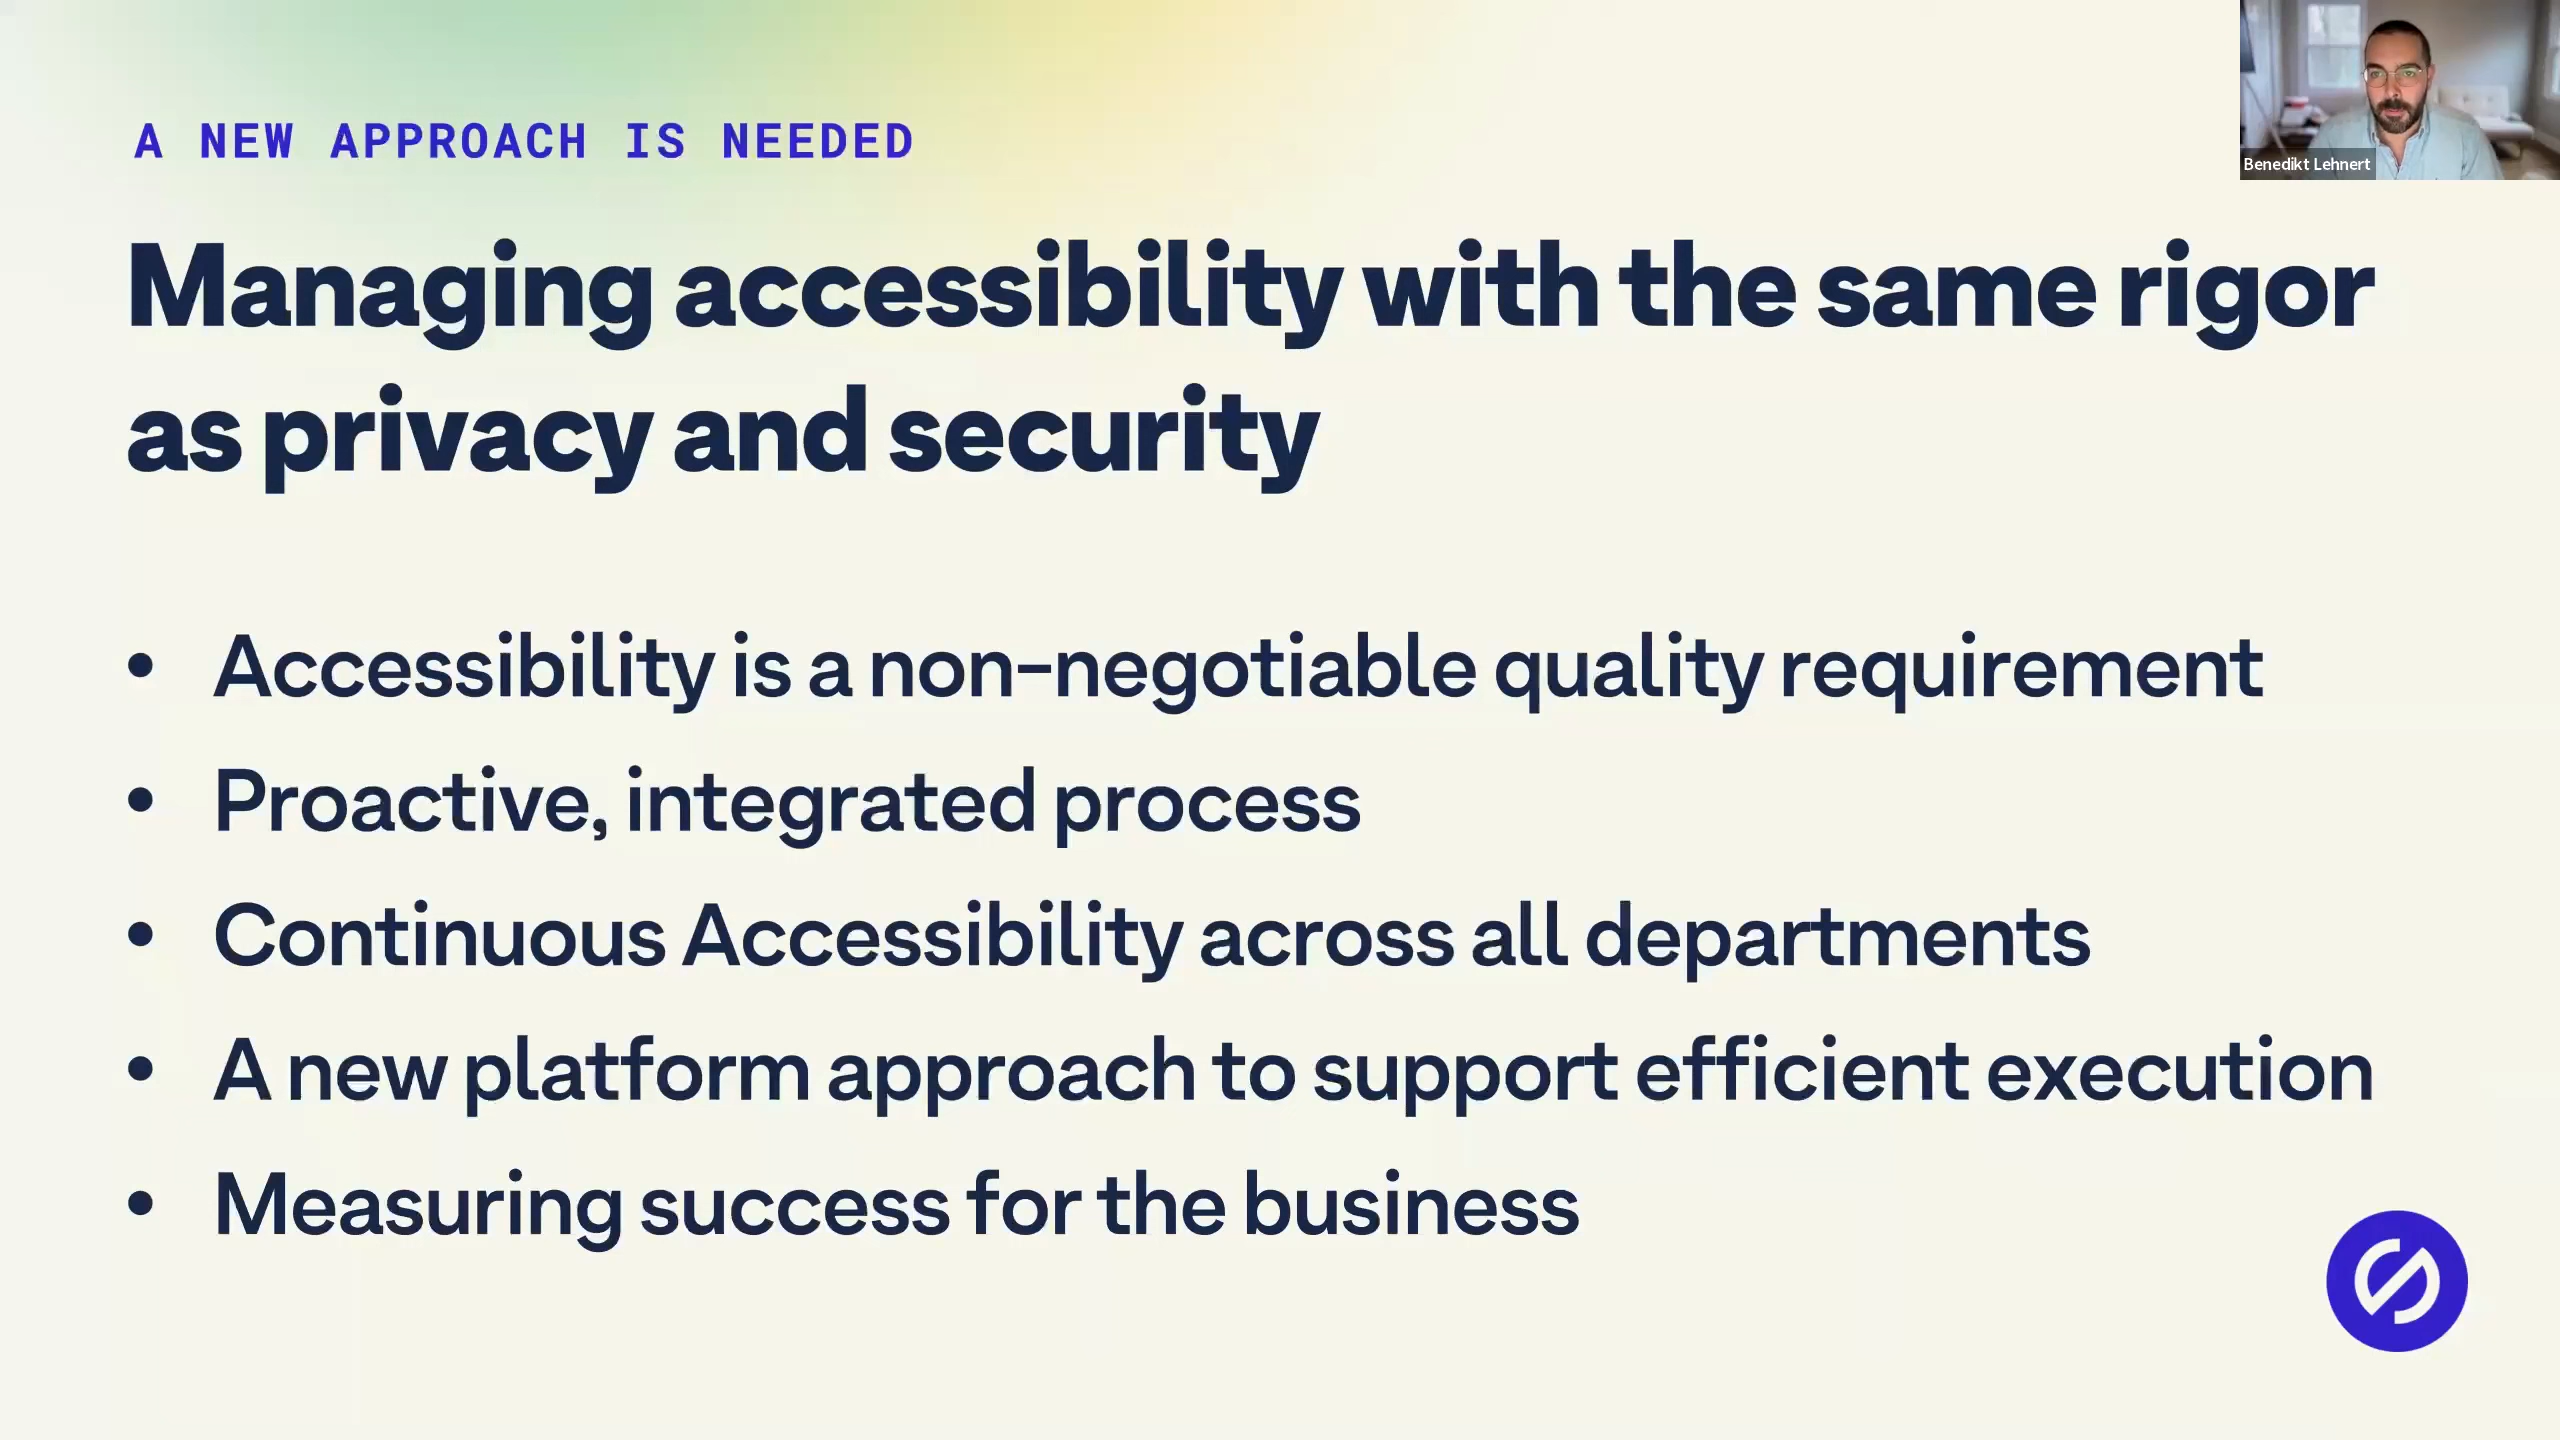 A NEW APPROACH IS NEEDED
Benedikt Lehnert
Managing accessibility with the same rigor
as privacy and security
• Accessibility is a non-negotiable quality requirement
• Proactive, integrated process
• Continuous Accessibility across all departments
• A new platform approach to support efficient execution
• Measuring success for the business